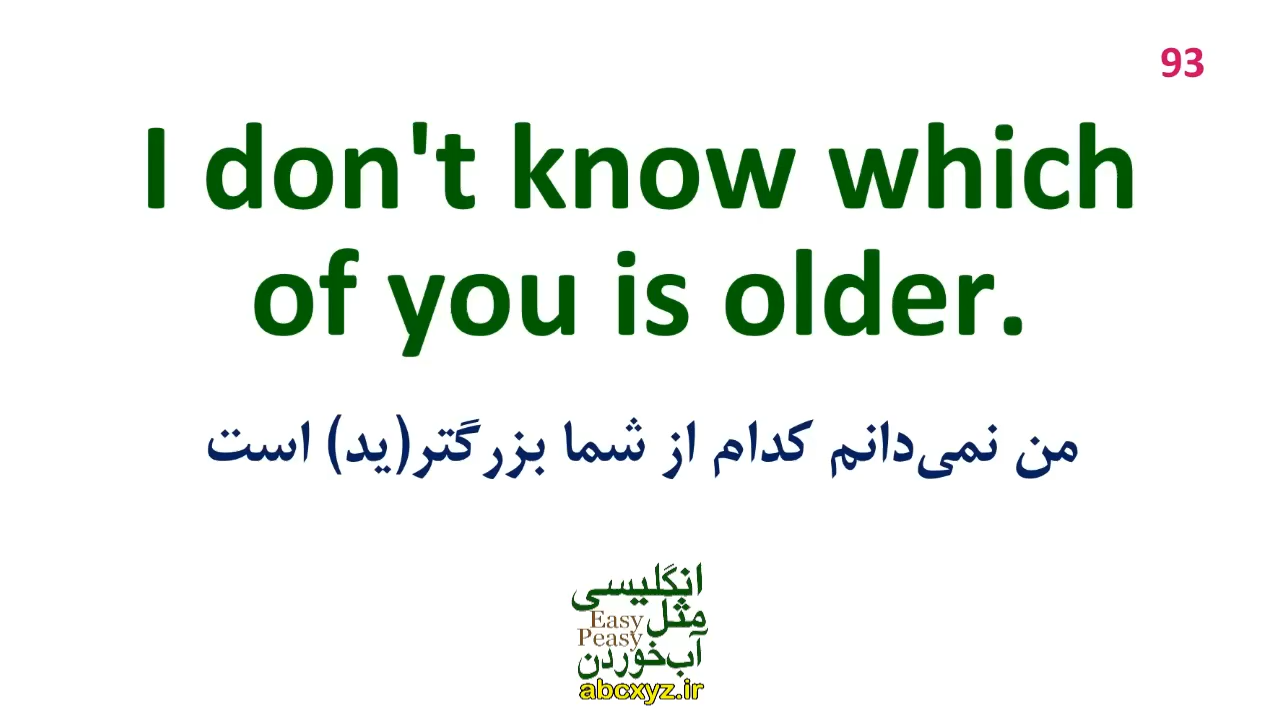 93
I don't know which
of you is older.
من نمی‌دانم کدام از شما بزرگتر(ید) است
انگلیسی
مثل
Easy
Peasy
آب‌خوردن
abcxyz.ir